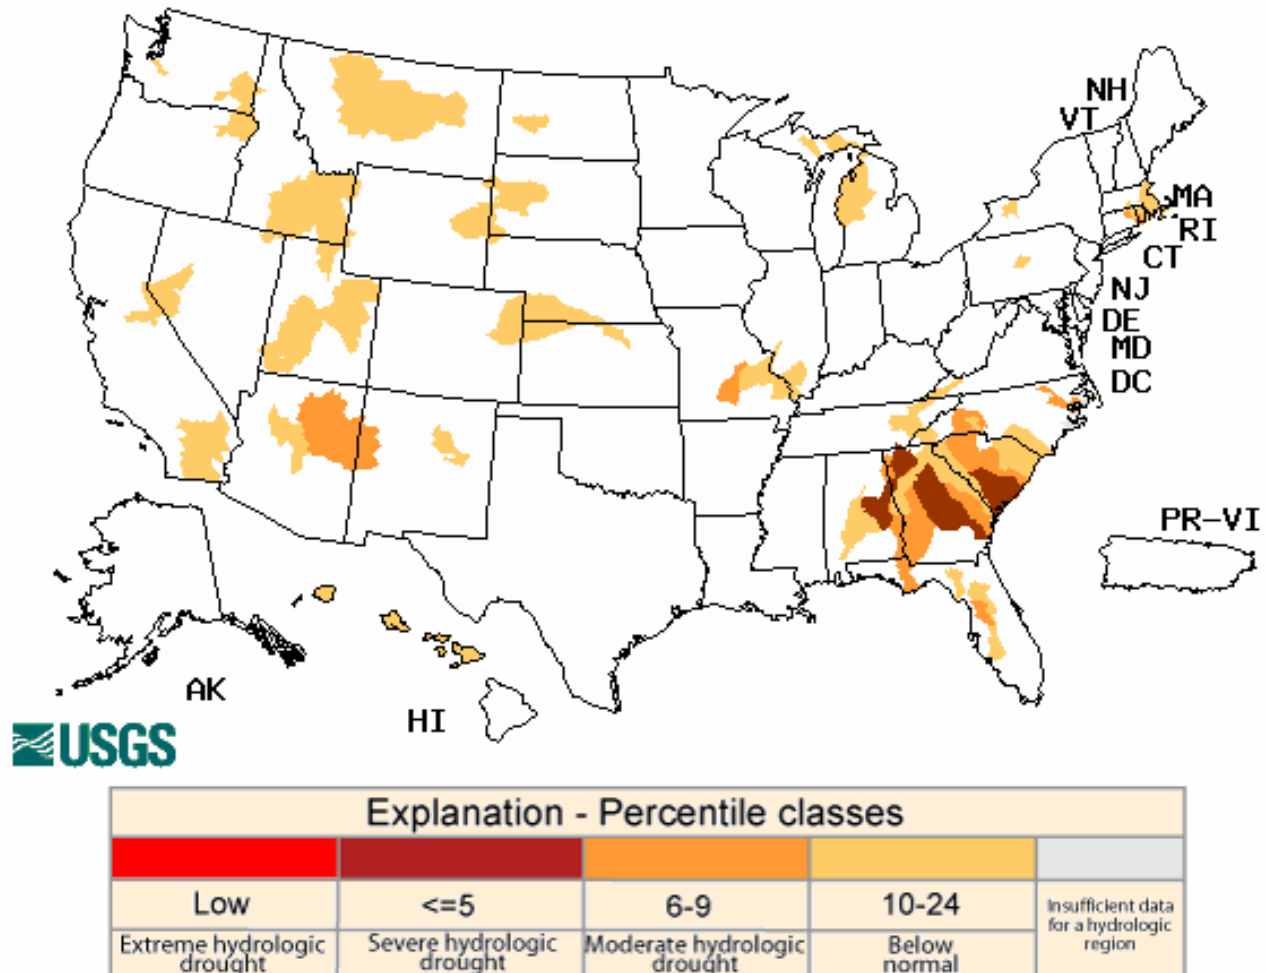 NH
VT
MA
RI
CT
NJ
DE
MD
DC
PR-VI
AK
HI
USGS
Explanation - Percentile classes
Low <=5 6-9 10-24 Insufficient data
for a hydrologic
region
Extreme hydrologic Severe hydrologic Moderate hydrologic Below
drought drought drought normal